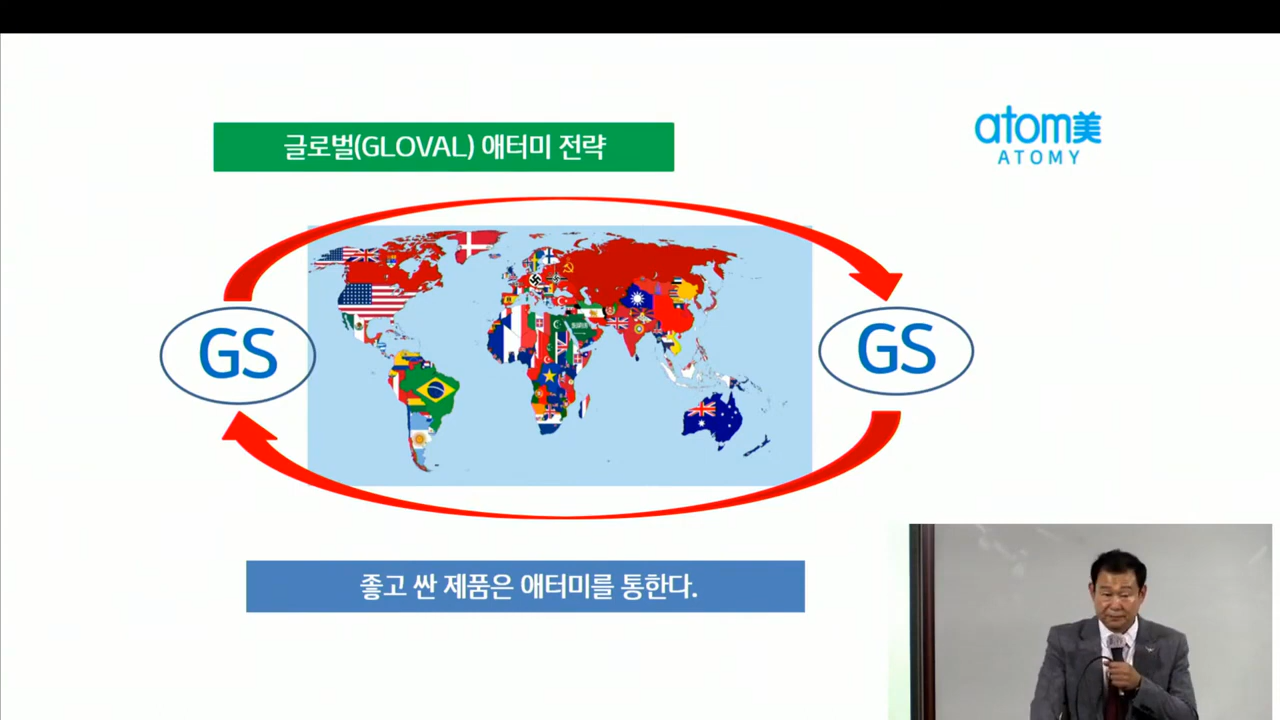 글로벌(GLOVAL) 애터미 전략
atom美
ATOMY
GS
GS
좋고 싼 제품은 애터미를 통한다.